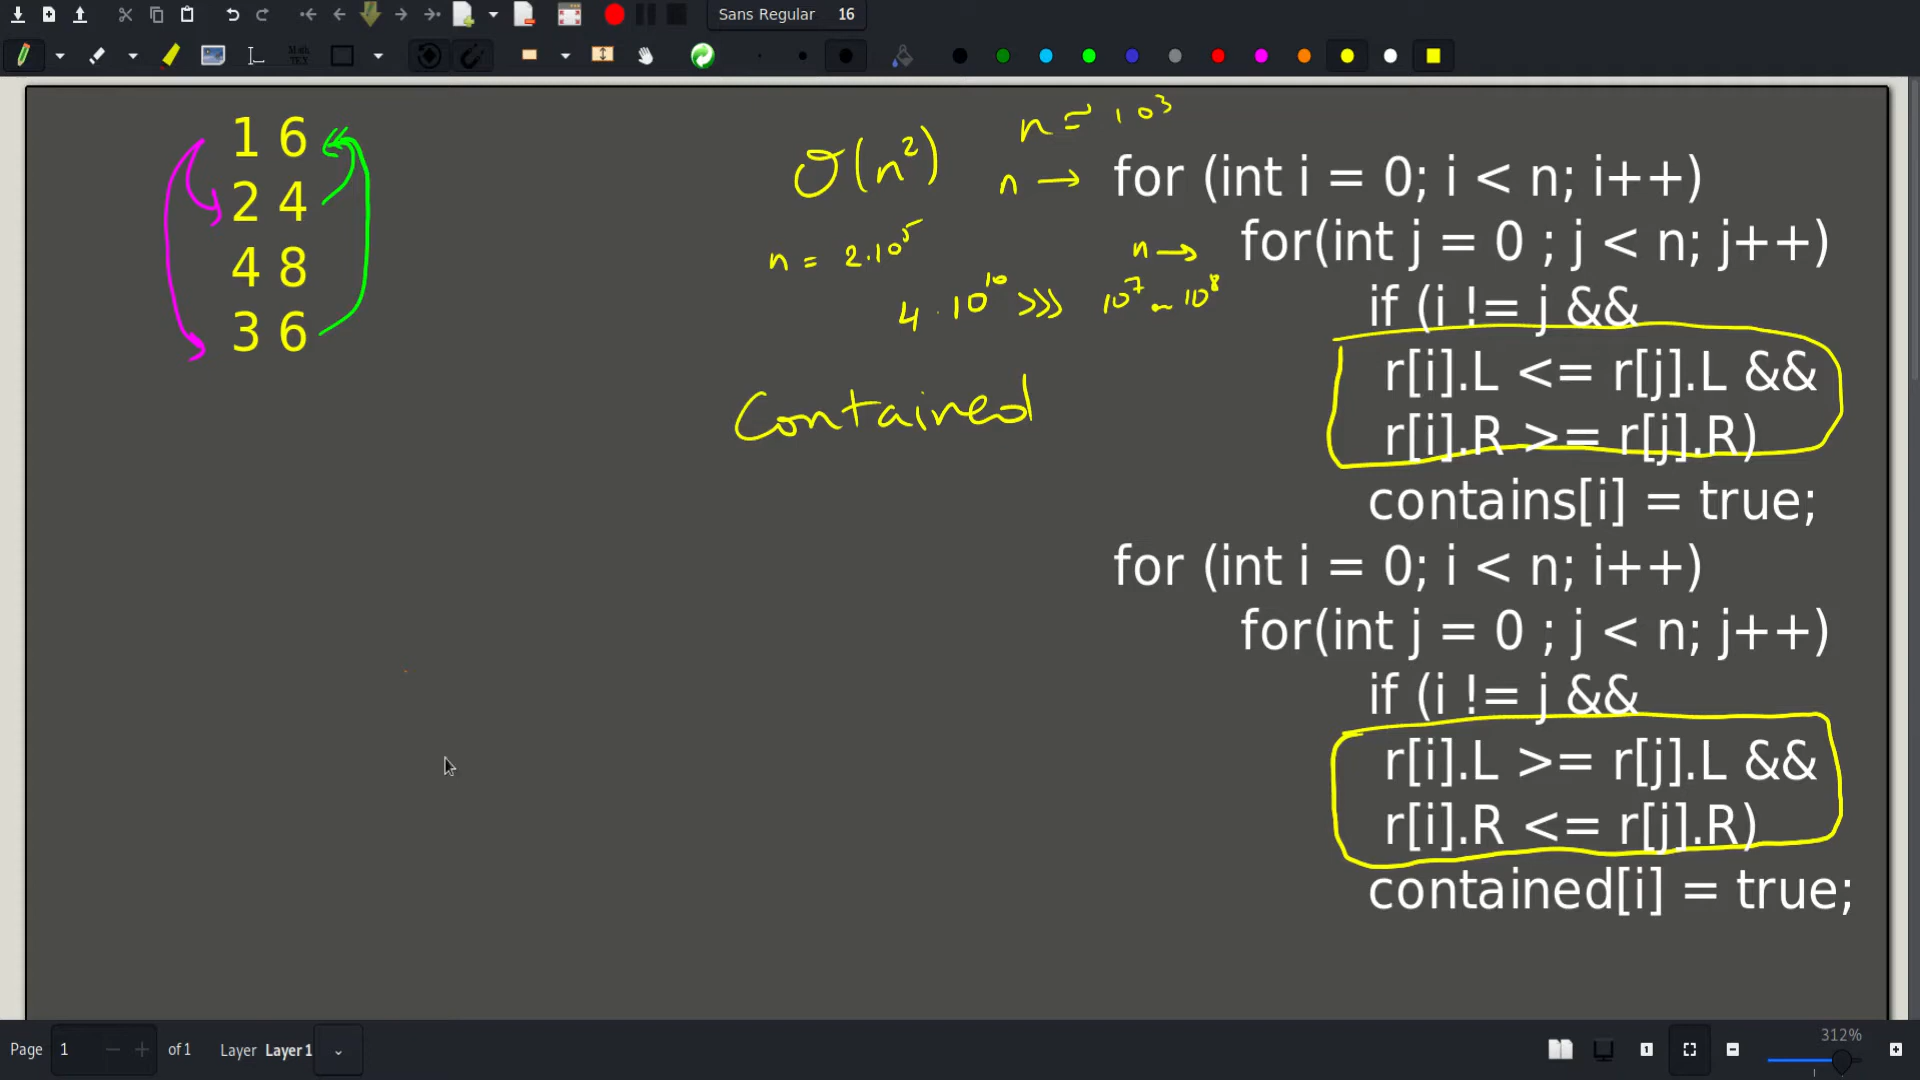 Sans Regular 16
1 6
2 4
4 8
3 6
O(n²)
n = 10³
n → for (int i = 0; i < n; i++)
n = 2·10⁵
n → for(int j = 0 ; j < n; j++)
4 · 10¹⁰ >>> 10⁷ ~ 10⁸
if (i != j &&
r[i].L <= r[j].L &&
Contained
r[i].R >= r[j].R)
contains[i] = true;
for (int i = 0; i < n; i++)
for(int j = 0 ; j < n; j++)
if (i != j &&
r[i].L >= r[j].L &&
r[i].R <= r[j].R)
contained[i] = true;
Page 1 of 1 Layer Layer 1
312%